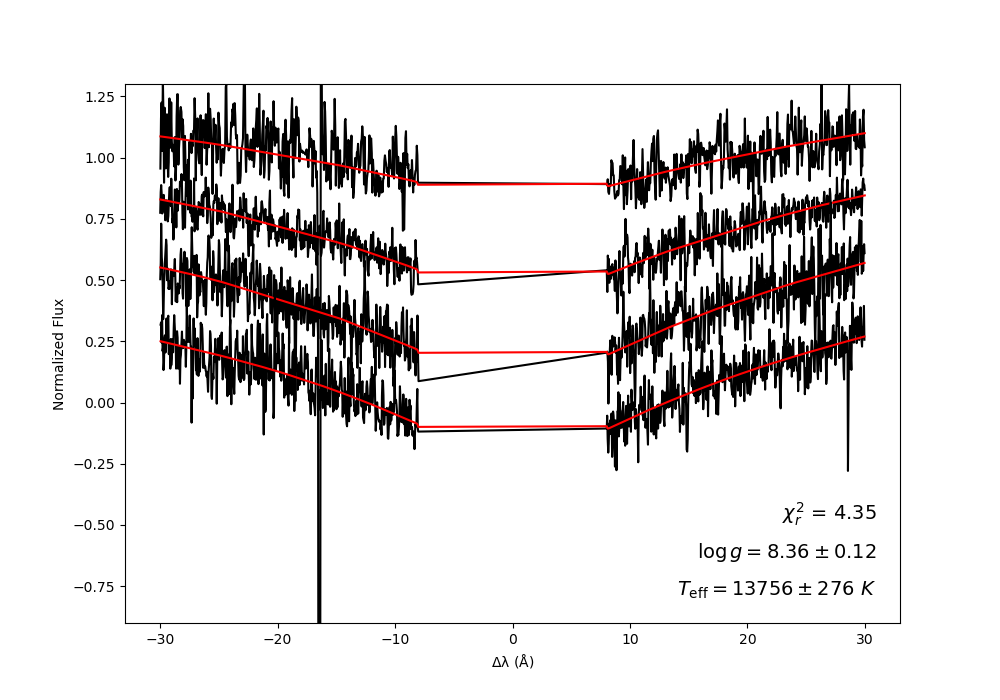 1.25
1.00
0.75
0.50
0.25
0.00
−0.25
−0.50
−0.75
Normalized Flux
χ²ᵣ = 4.35
log g = 8.36 ± 0.12
T_eff = 13756 ± 276 K
−30 −20 −10 0 10 20 30
Δλ (Å)